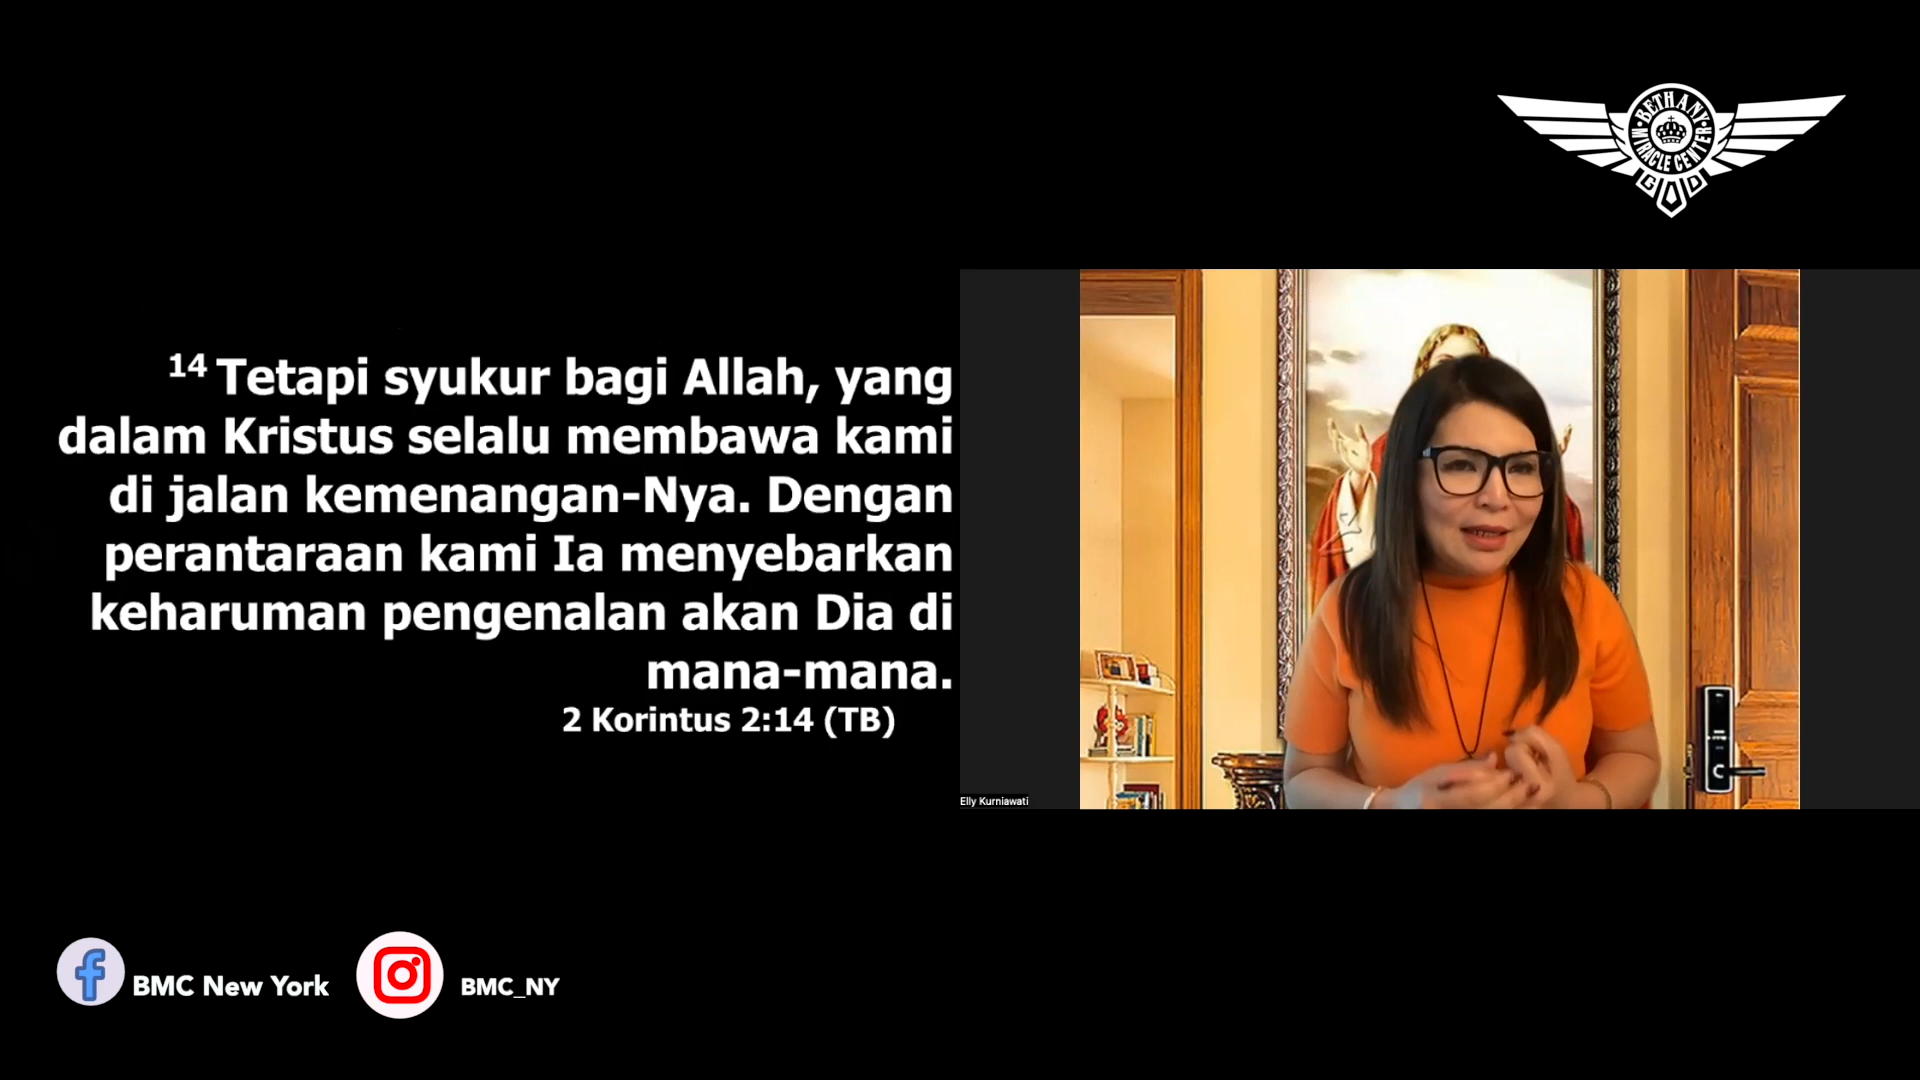 BETHANY
MIRACLE CENTER
GAD
14 Tetapi syukur bagi Allah, yang
dalam Kristus selalu membawa kami
di jalan kemenangan-Nya. Dengan
perantaraan kami Ia menyebarkan
keharuman pengenalan akan Dia di
mana-mana.
2 Korintus 2:14 (TB)
Elly Kurniawati
BMC New York
BMC_NY